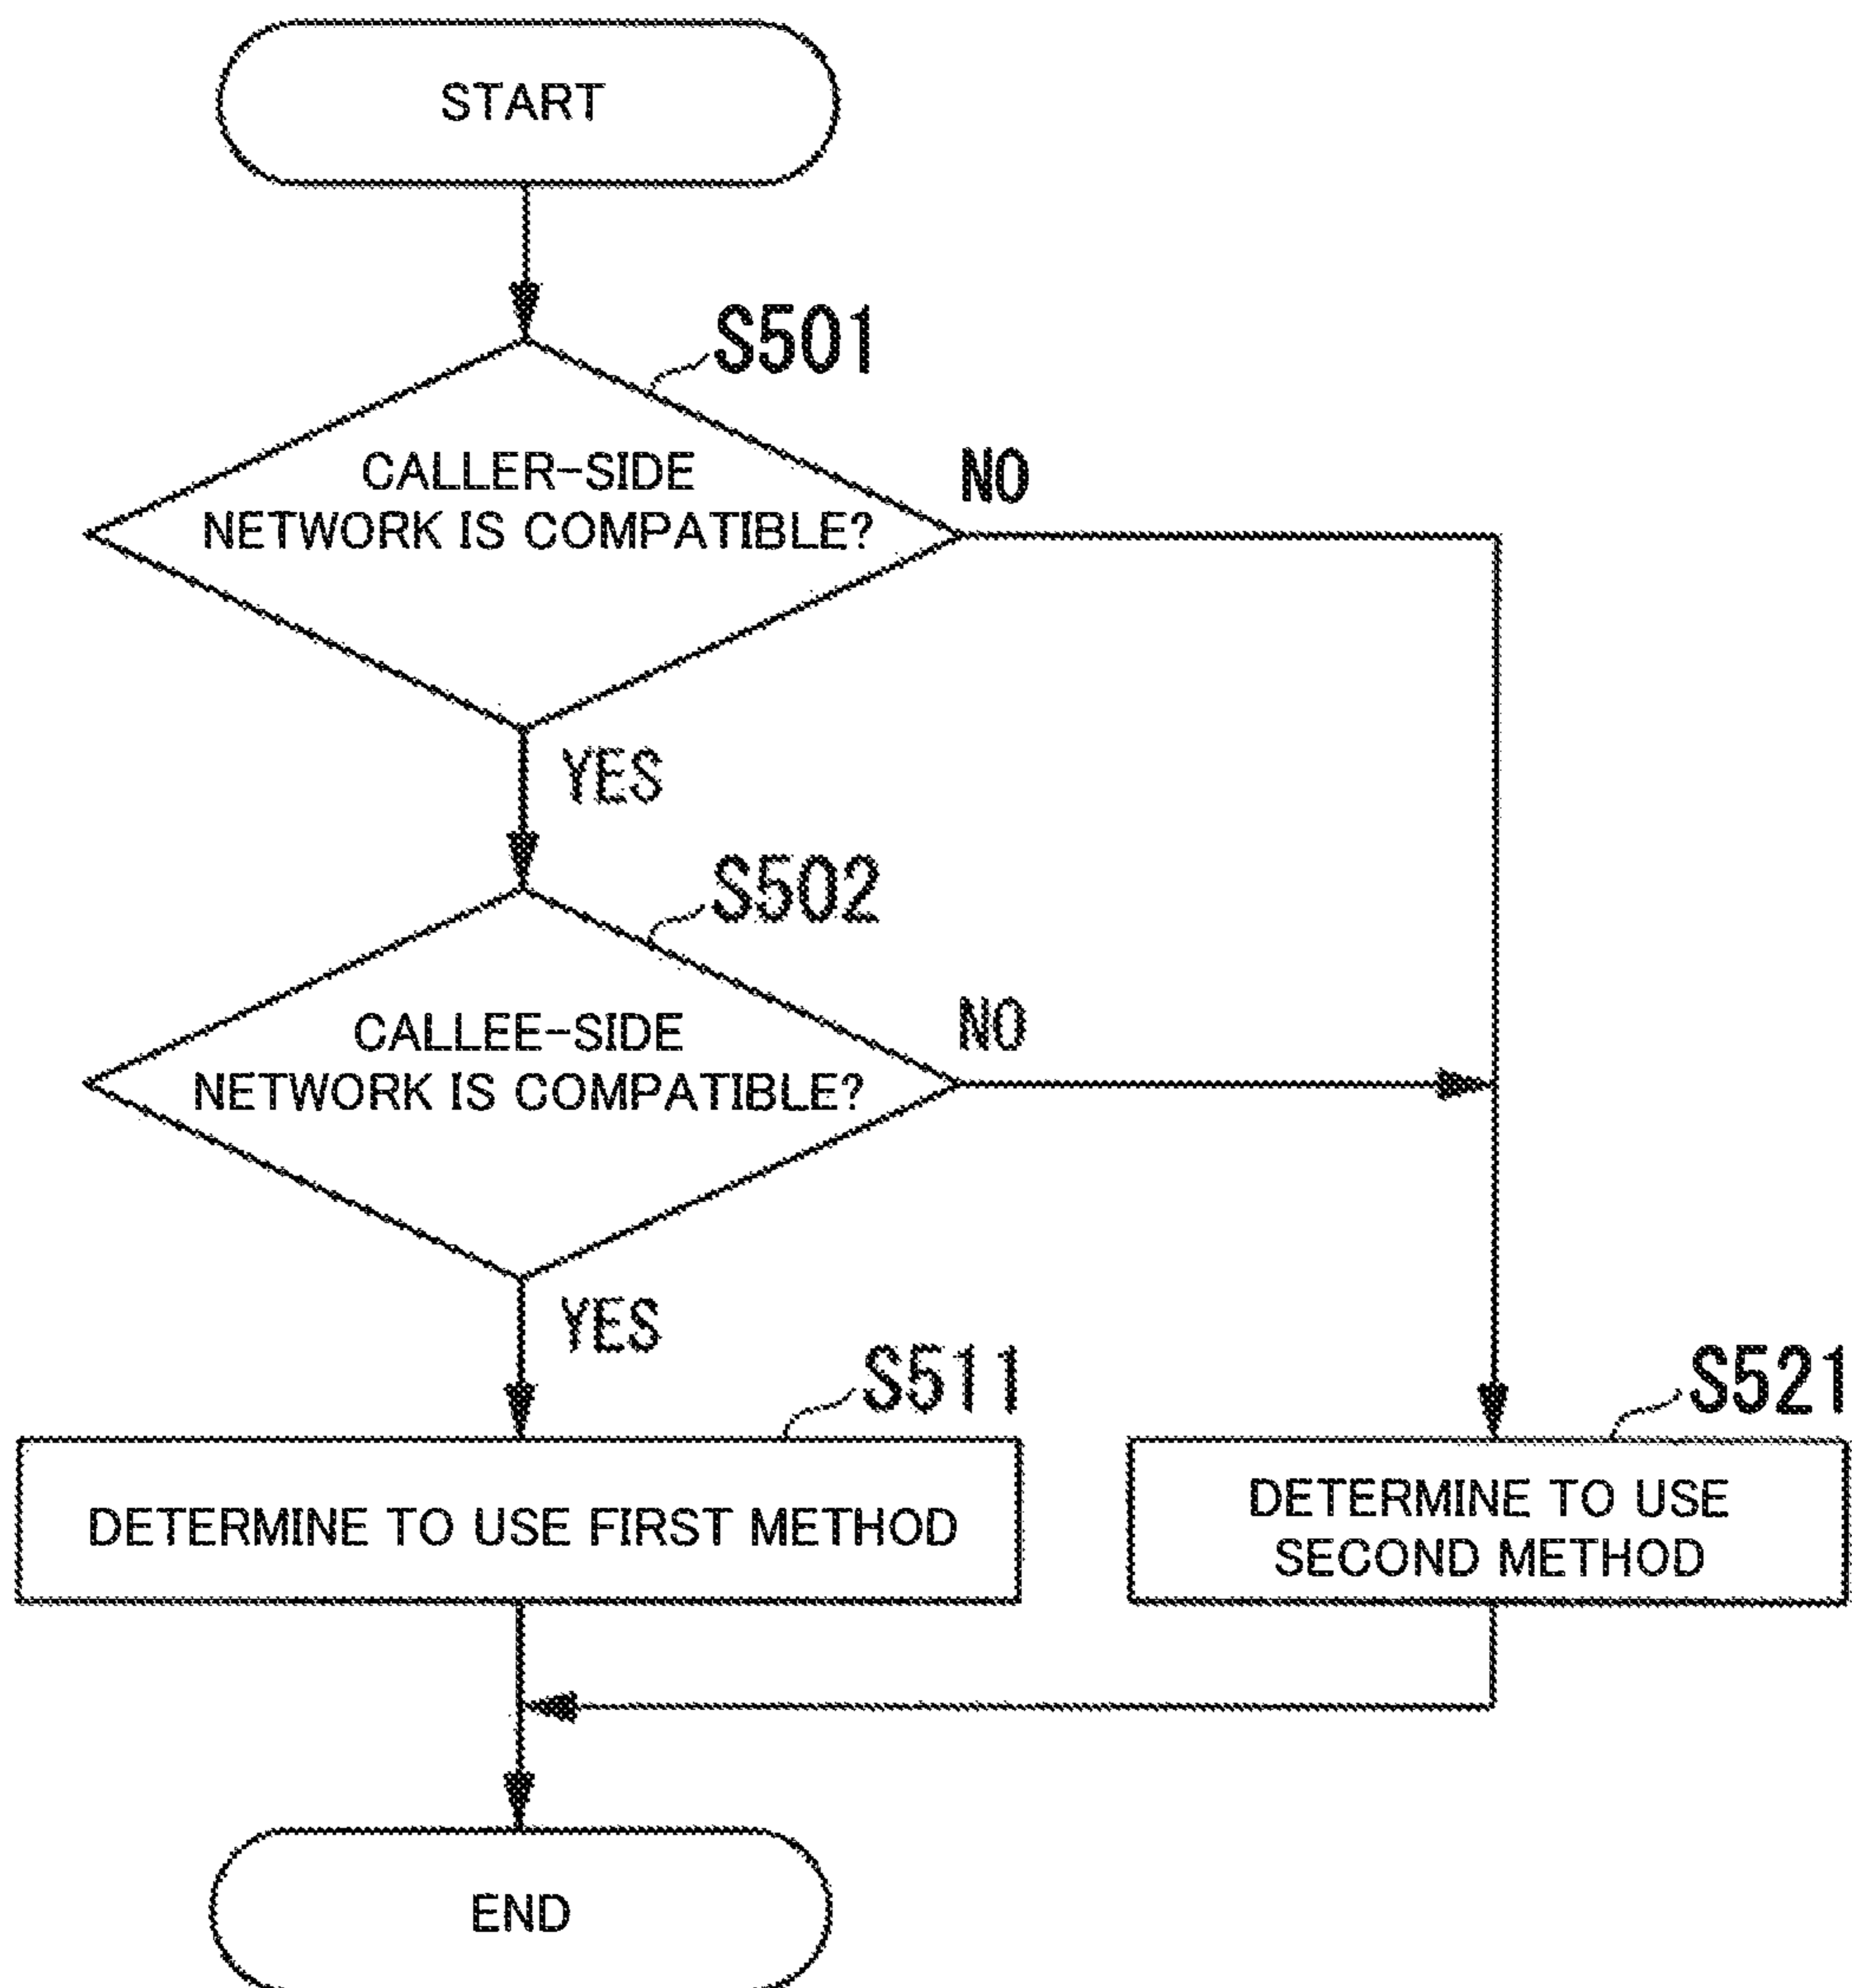 START
S501
CALLER-SIDE
NETWORK IS COMPATIBLE?
NO
YES
S502
CALLEE-SIDE
NETWORK IS COMPATIBLE?
NO
YES
S511
DETERMINE TO USE FIRST METHOD
S521
DETERMINE TO USE
SECOND METHOD
END